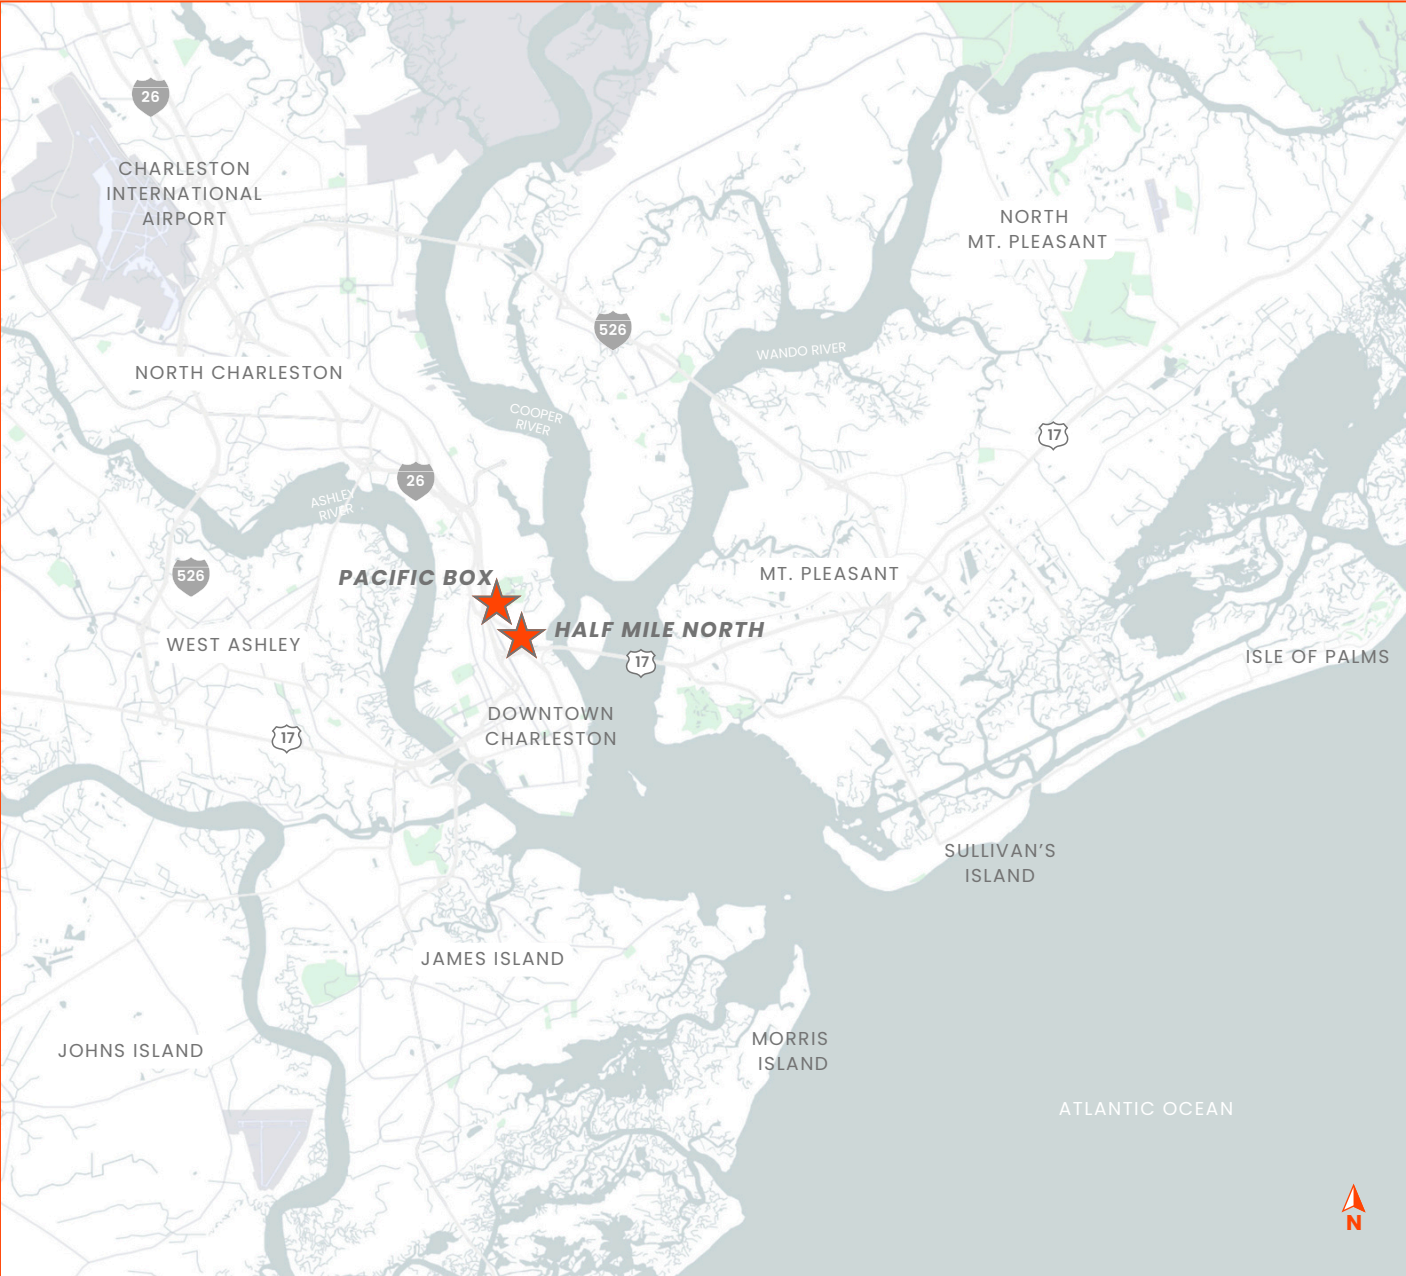 26
CHARLESTON
INTERNATIONAL
AIRPORT
NORTH
MT. PLEASANT
526
WANDO RIVER
NORTH CHARLESTON
COOPER
RIVER
17
26
ASHLEY
RIVER
526
PACIFIC BOX
MT. PLEASANT
HALF MILE NORTH
WEST ASHLEY
17
ISLE OF PALMS
DOWNTOWN
CHARLESTON
17
SULLIVAN'S
ISLAND
JAMES ISLAND
MORRIS
ISLAND
JOHNS ISLAND
ATLANTIC OCEAN
N